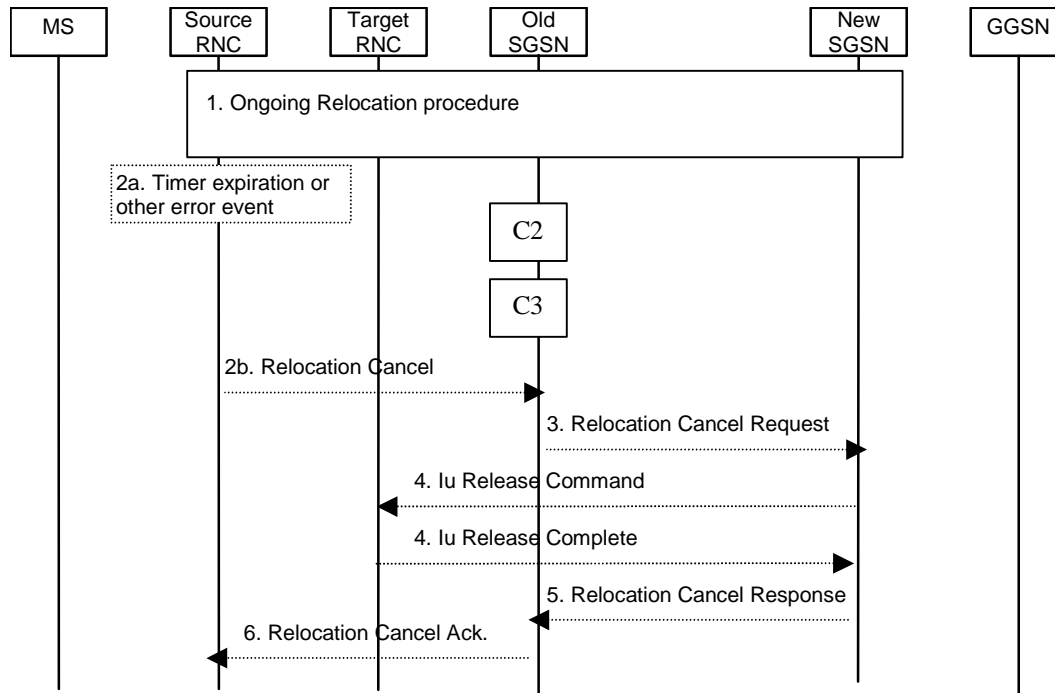 MS
Source
RNC
Target
RNC
Old
SGSN
New
SGSN
GGSN
1. Ongoing Relocation procedure
2a. Timer expiration or
other error event
C2
C3
2b. Relocation Cancel
3. Relocation Cancel Request
4. Iu Release Command
4. Iu Release Complete
5. Relocation Cancel Response
6. Relocation Cancel Ack.